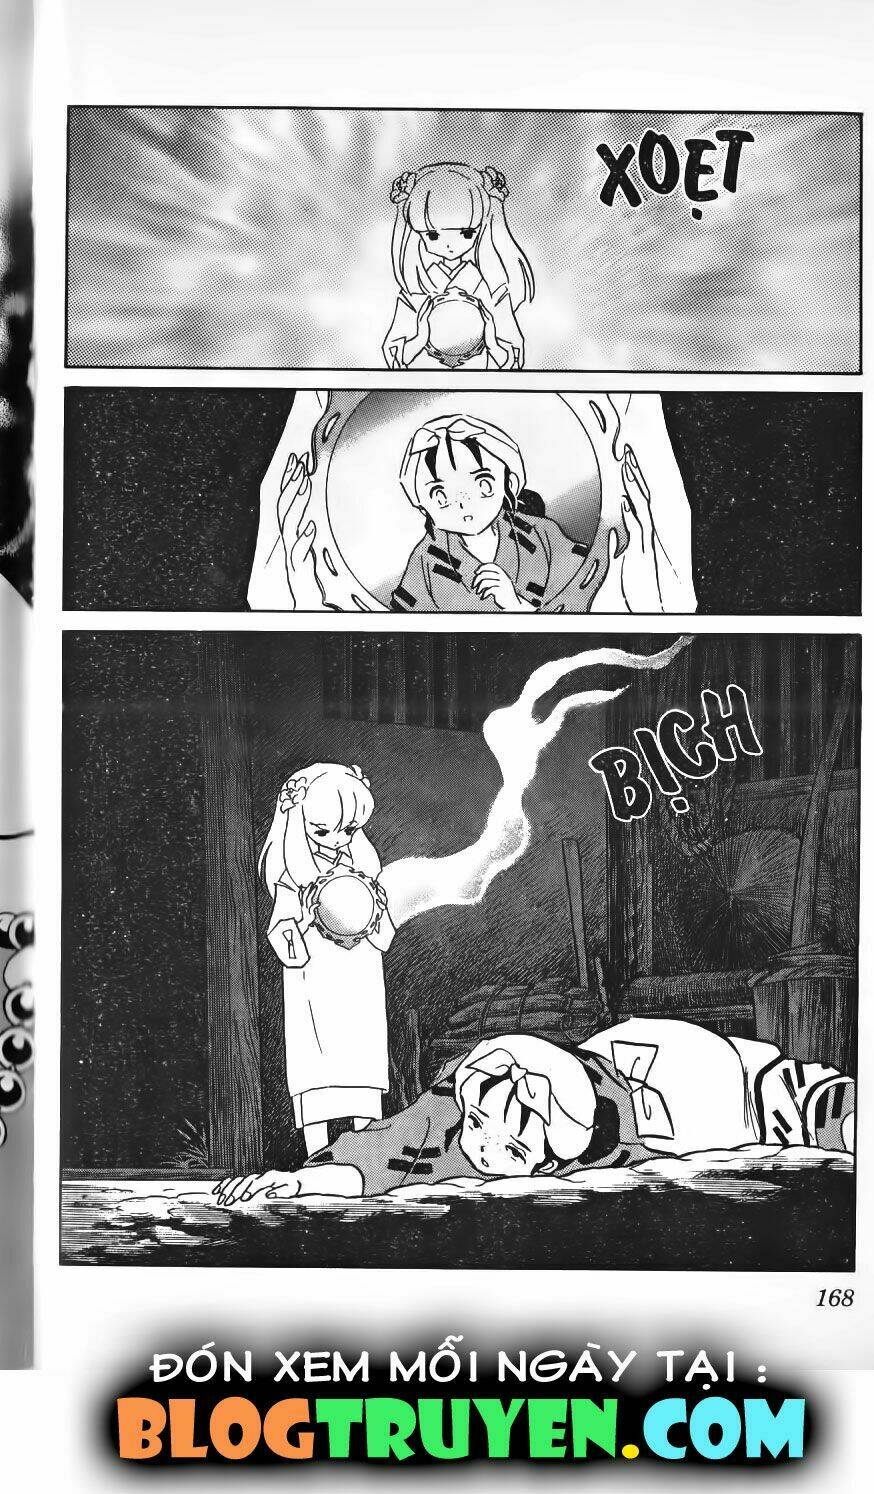 XOẸT
BỊCH
168
ĐÓN XEM MỖI NGÀY TẠI :
BLOGTRUYEN.COM